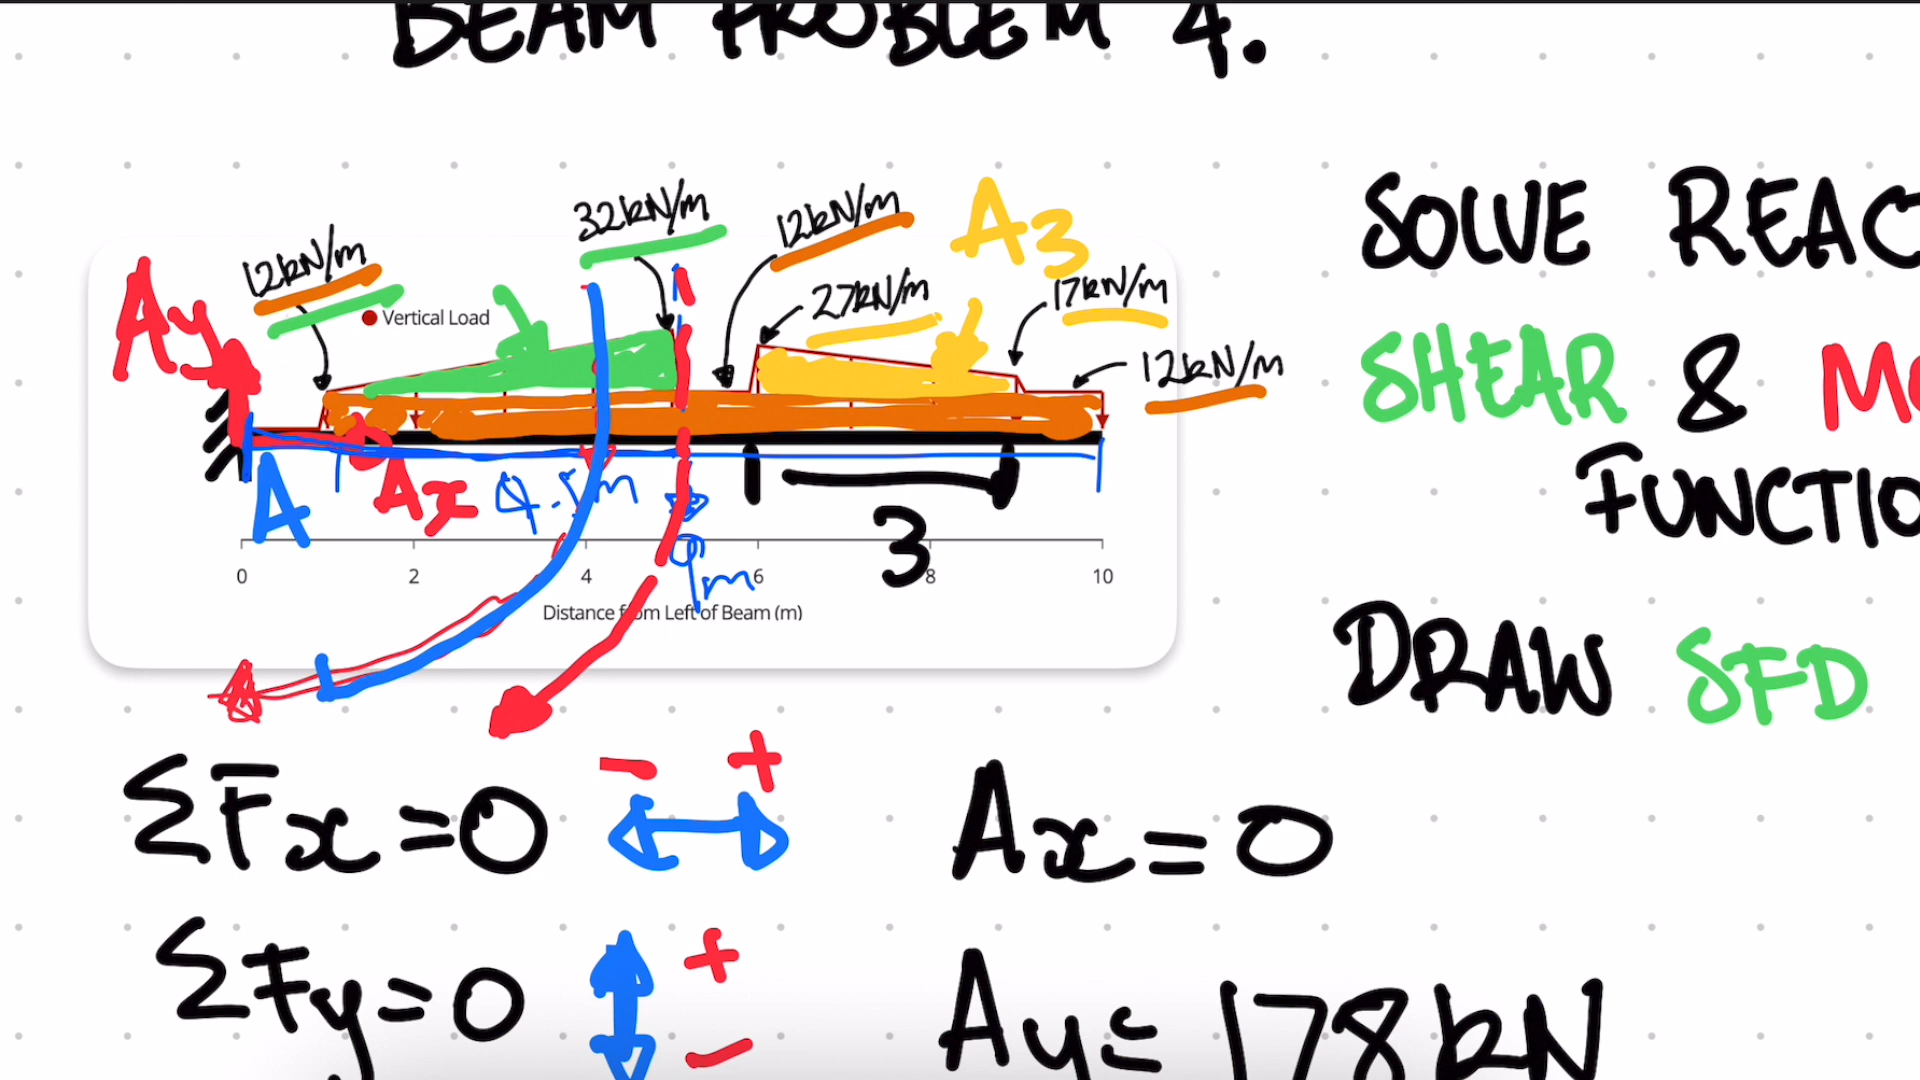 BEAM PROBLEM 4.
12kN/m
32kN/m
12kN/m
A3
27kN/m
17kN/m
12kN/m
Ay
Vertical Load
A
Ax
4.5m
3
9m
0 2 4 6 8 10
Distance from Left of Beam (m)
SOLVE REAC
SHEAR & M
FUNCTIO
DRAW SFD
ΣFx=0 - + Ax=0
ΣFy=0 + - Ay= 178kN